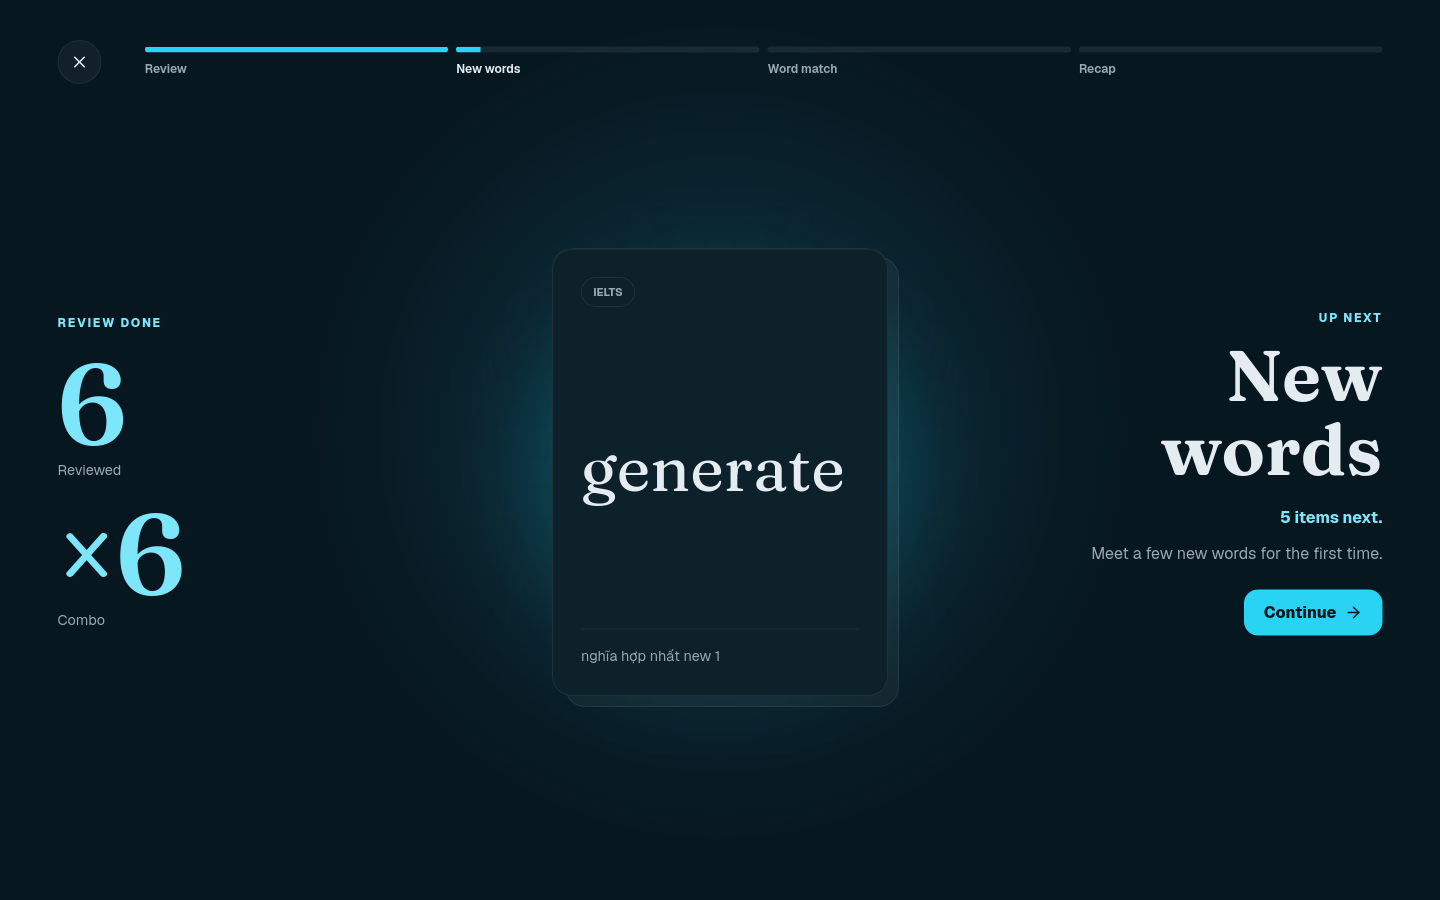 Review
New words
Word match
Recap
REVIEW DONE
6
Reviewed
×6
Combo
IELTS
generate
nghĩa hợp nhất new 1
UP NEXT
New
words
5 items next.
Meet a few new words for the first time.
Continue →